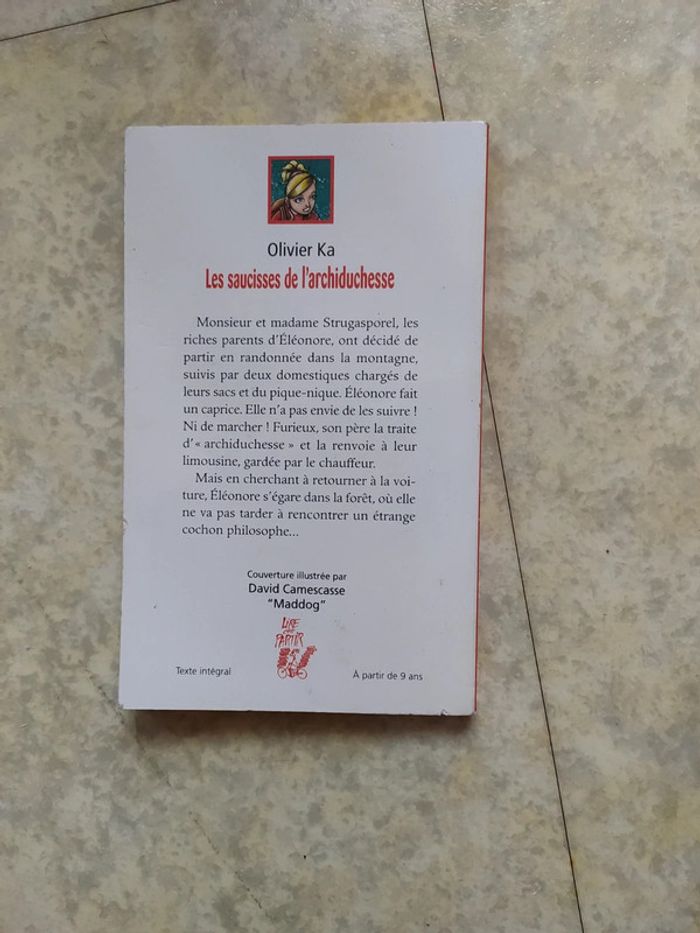 Olivier Ka
Les saucisses de l'archiduchesse
Monsieur et madame Strugasporel, les
riches parents d'Éléonore, ont décidé de
partir en randonnée dans la montagne,
suivis par deux domestiques chargés de
leurs sacs et du pique-nique. Éléonore fait
un caprice. Elle n'a pas envie de les suivre !
Ni de marcher ! Furieux, son père la traite
d'« archiduchesse » et la renvoie à leur
limousine, gardée par le chauffeur.
Mais en cherchant à retourner à la voi-
ture, Éléonore s'égare dans la forêt, où elle
ne va pas tarder à rencontrer un étrange
cochon philosophe...
Couverture illustrée par
David Camescasse
"Maddog"
LIRE
PARTIR
Texte intégral
À partir de 9 ans